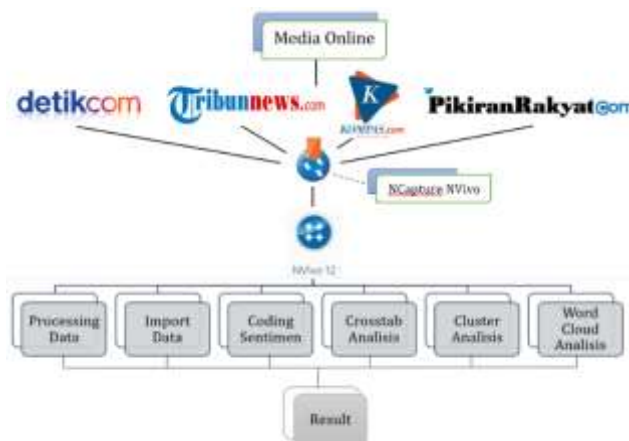 Media Online
detikcom
Tribunnews.com
K
KOMPAS.com
PikiranRakyat.com
NCapture NVivo
NVivo 12
Processing
Data
Import
Data
Coding
Sentimen
Crosstab
Analisis
Cluster
Analisis
Word
Cloud
Analisis
Result